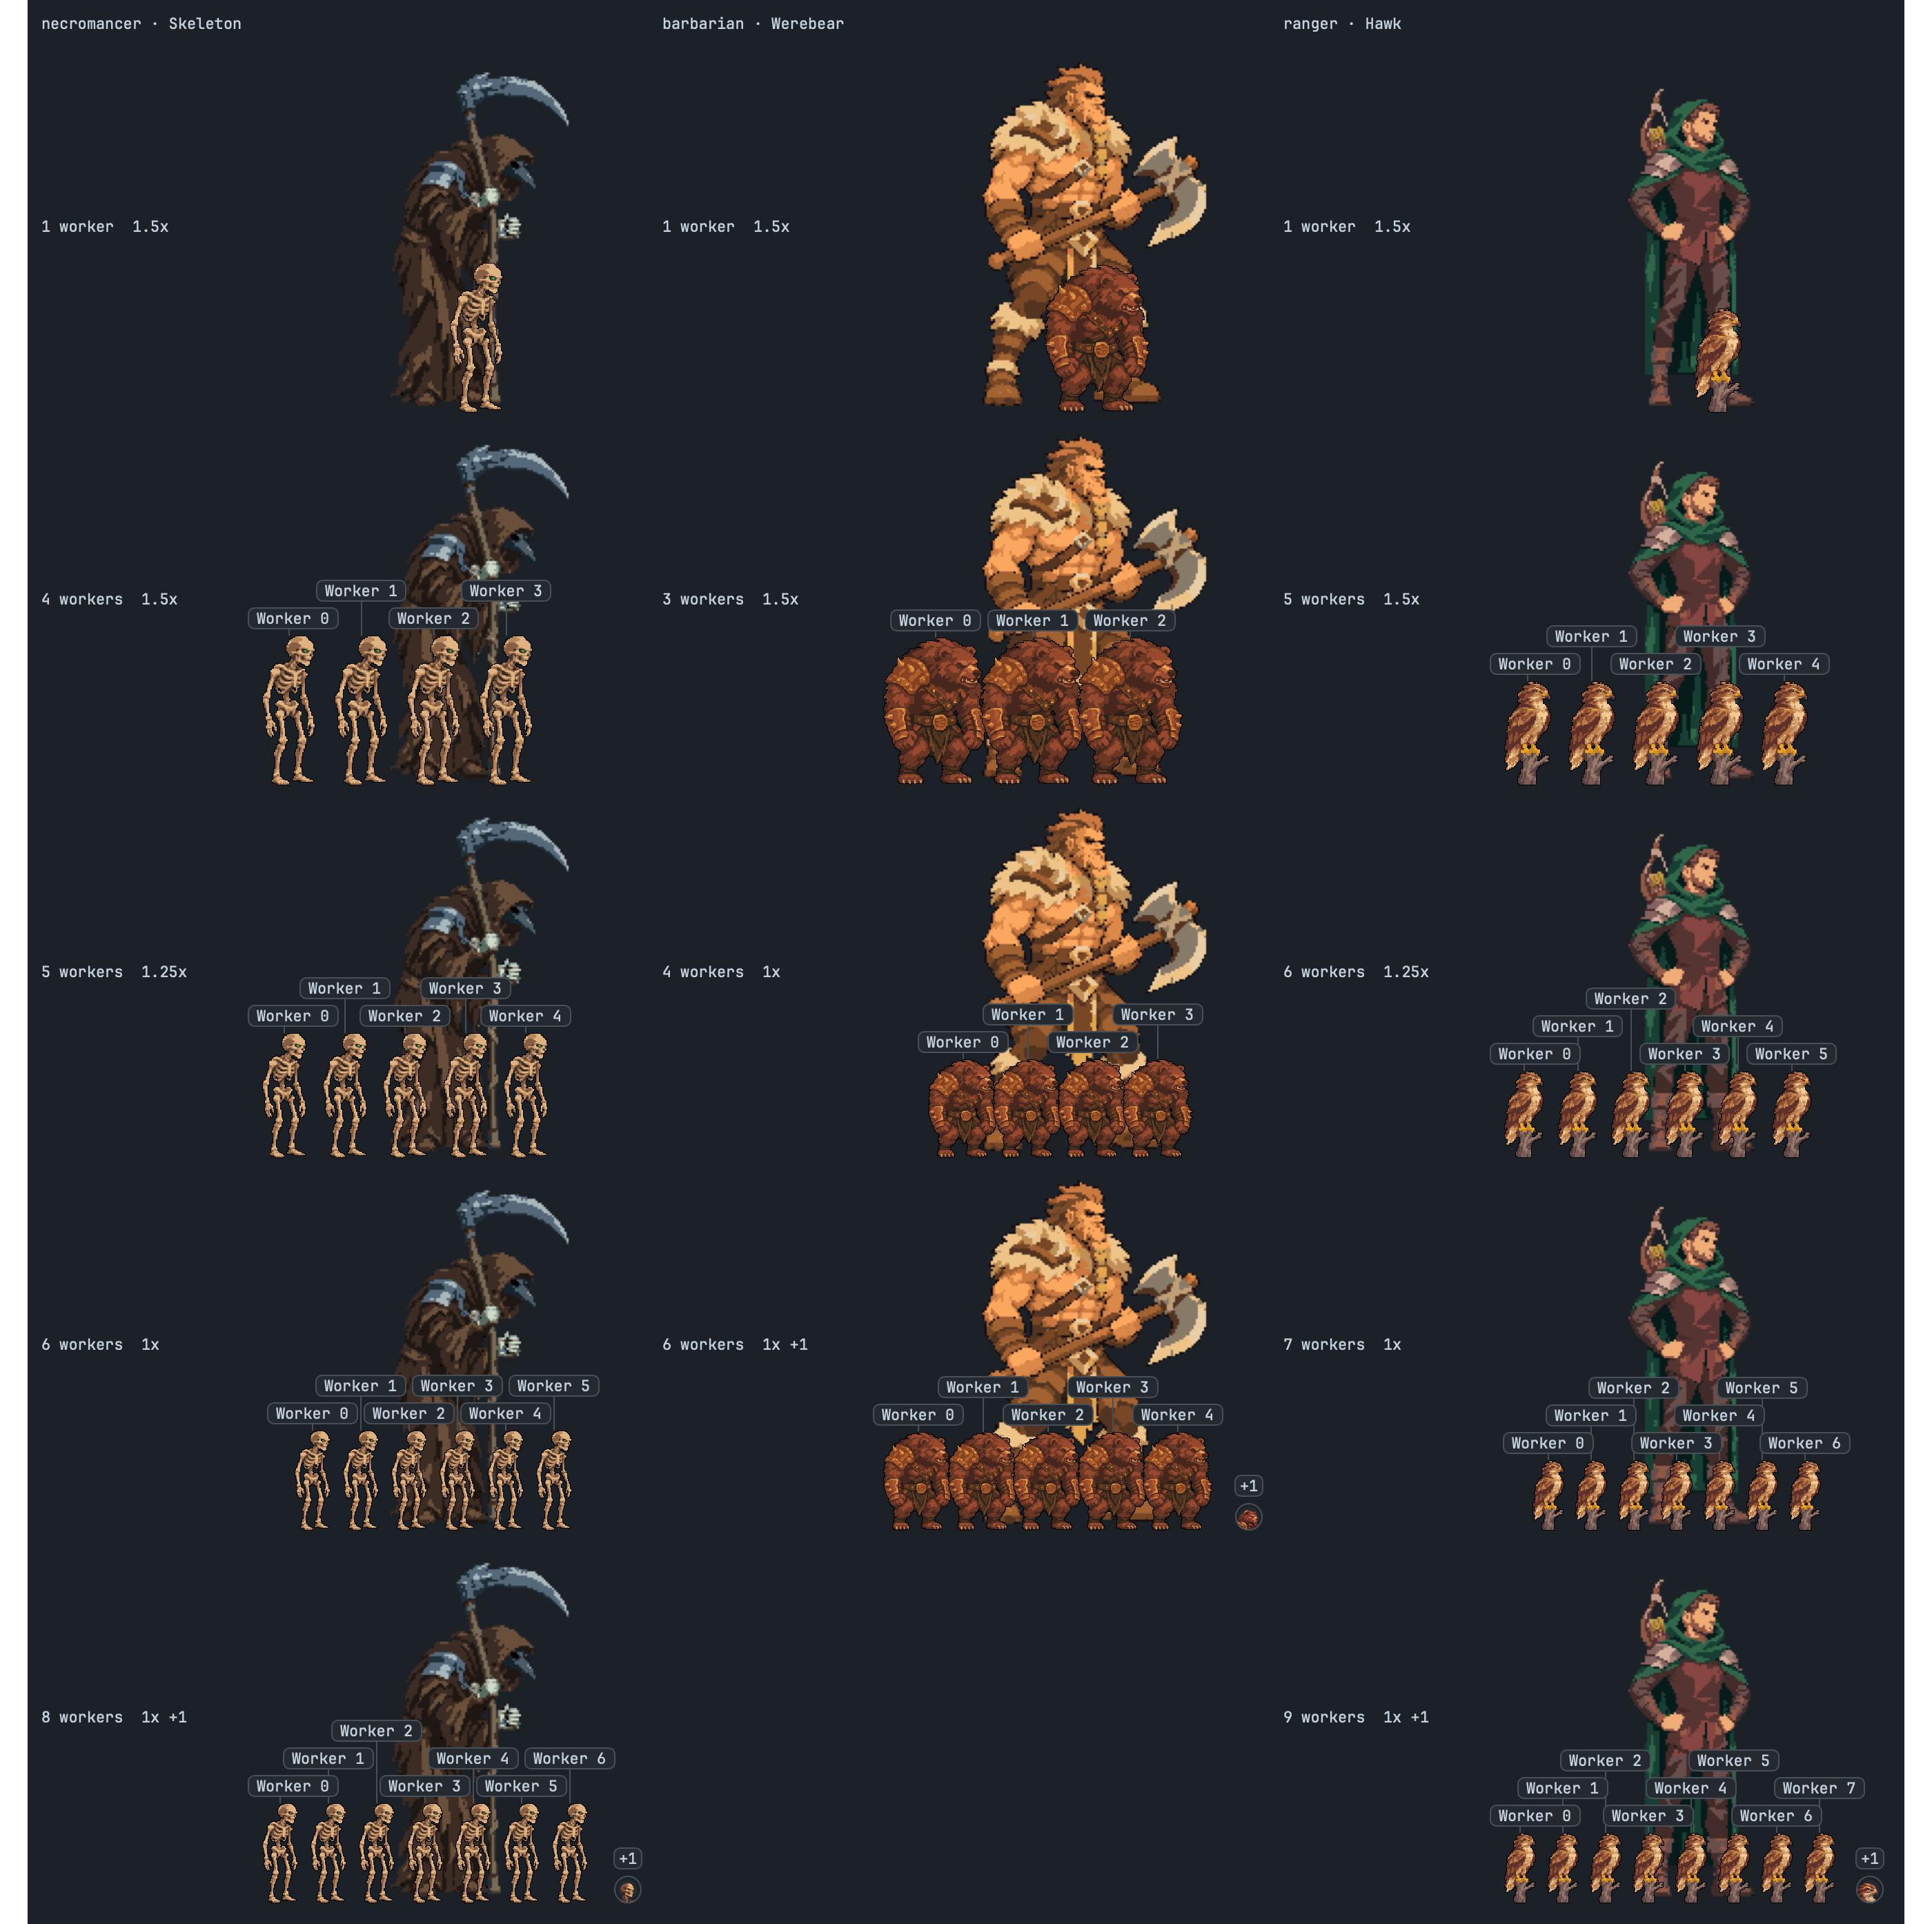 necromancer · Skeleton
barbarian · Werebear
ranger · Hawk
1 worker 1.5x
1 worker 1.5x
1 worker 1.5x
4 workers 1.5x
Worker 1
Worker 3
Worker 0
Worker 2
3 workers 1.5x
Worker 0
Worker 1
Worker 2
5 workers 1.5x
Worker 1
Worker 3
Worker 0
Worker 2
Worker 4
5 workers 1.25x
Worker 1
Worker 3
Worker 0
Worker 2
Worker 4
4 workers 1x
Worker 1
Worker 3
Worker 0
Worker 2
6 workers 1.25x
Worker 2
Worker 1
Worker 4
Worker 0
Worker 3
Worker 5
6 workers 1x
Worker 1
Worker 3
Worker 5
Worker 0
Worker 2
Worker 4
6 workers 1x +1
Worker 1
Worker 3
Worker 0
Worker 2
Worker 4
+1
7 workers 1x
Worker 2
Worker 5
Worker 1
Worker 4
Worker 0
Worker 3
Worker 6
8 workers 1x +1
Worker 2
Worker 1
Worker 4
Worker 6
Worker 0
Worker 3
Worker 5
+1
9 workers 1x +1
Worker 2
Worker 5
Worker 1
Worker 4
Worker 7
Worker 0
Worker 3
Worker 6
+1